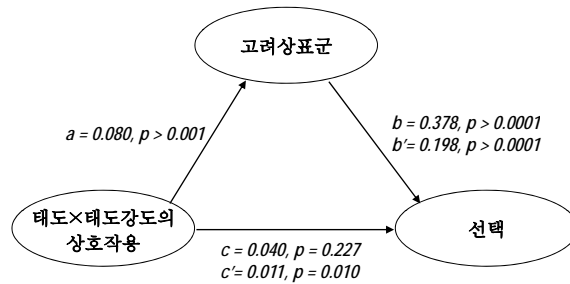 고려상표군
a = 0.080, p > 0.001
b = 0.378, p > 0.0001
b'= 0.198, p > 0.0001
태도×태도강도의
상호작용
선택
c = 0.040, p = 0.227
c'= 0.011, p = 0.010